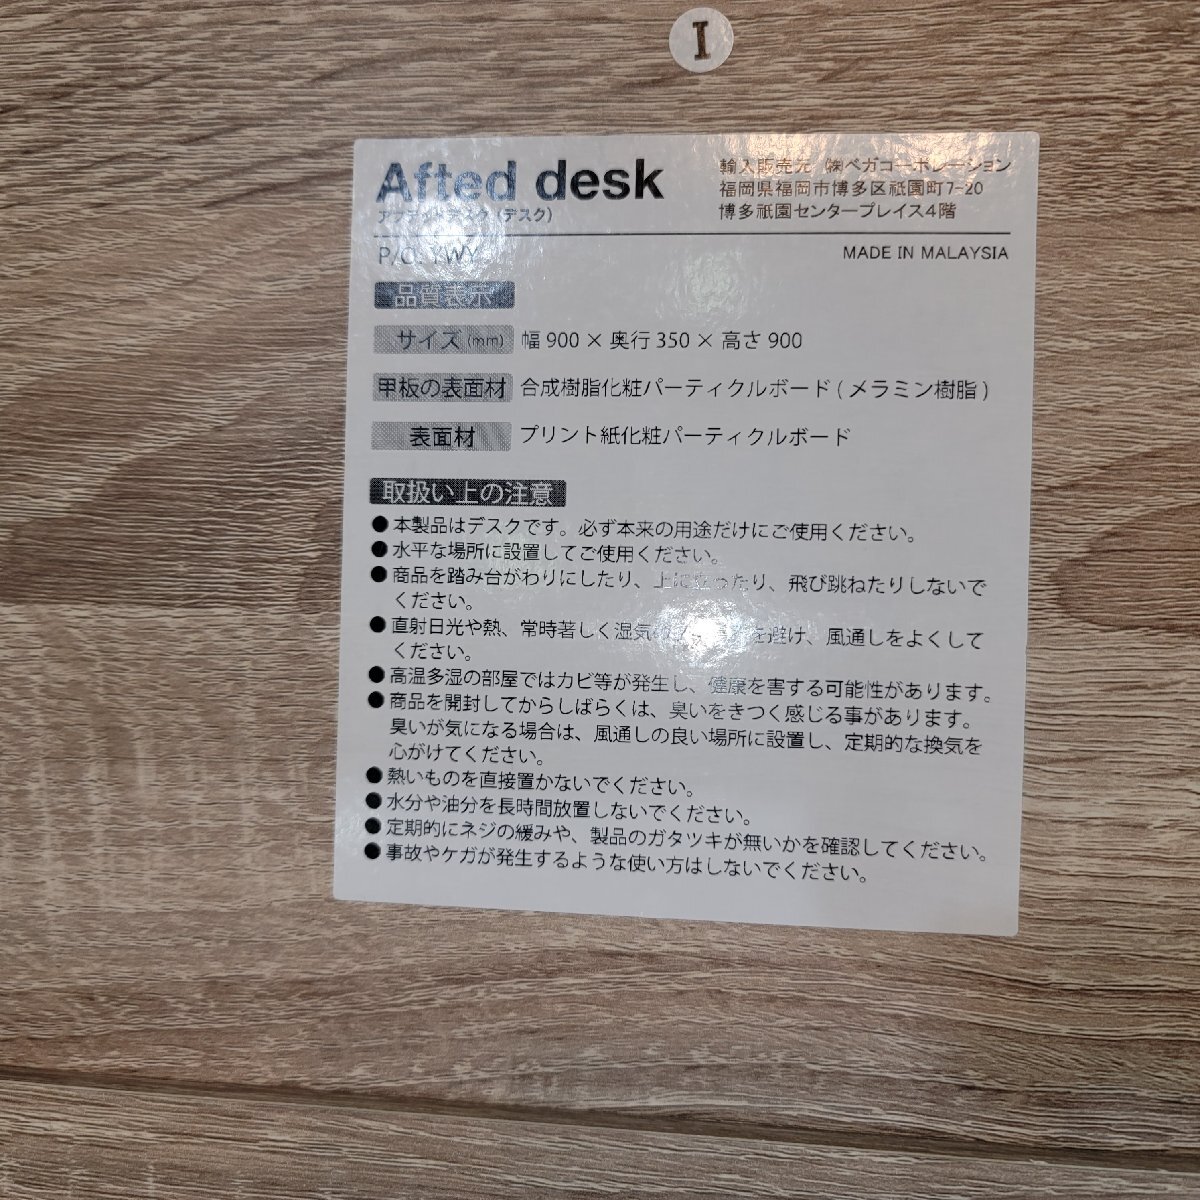 I
Afted desk
アフテッドデスク(デスク)
輸入販売元 ㈱ベガコーポレーション
福岡県福岡市博多区祇園町7-20
博多祇園センタープレイス4階
P/O: YWY
MADE IN MALAYSIA
品質表示
サイズ(mm) 幅 900 × 奥行 350 × 高さ 900
甲板の表面材 合成樹脂化粧パーティクルボード ( メラミン樹脂 )
表面材 プリント紙化粧パーティクルボード
取扱い上の注意
●本製品はデスクです。必ず本来の用途だけにご使用ください。
●水平な場所に設置してご使用ください。
●商品を踏み台がわりにしたり、上に立ったり、飛び跳ねたりしないで
ください。
●直射日光や熱、常時著しく湿気の を避け、風通しをよくして
ください。
●高温多湿の部屋ではカビ等が発生し、健康を害する可能性があります。
●商品を開封してからしばらくは、臭いをきつく感じる事があります。
臭いが気になる場合は、風通しの良い場所に設置し、定期的な換気を
心がけてください。
●熱いものを直接置かないでください。
●水分や油分を長時間放置しないでください。
●定期的にネジの緩みや、製品のガタツキが無いかを確認してください。
●事故やケガが発生するような使い方はしないでください。